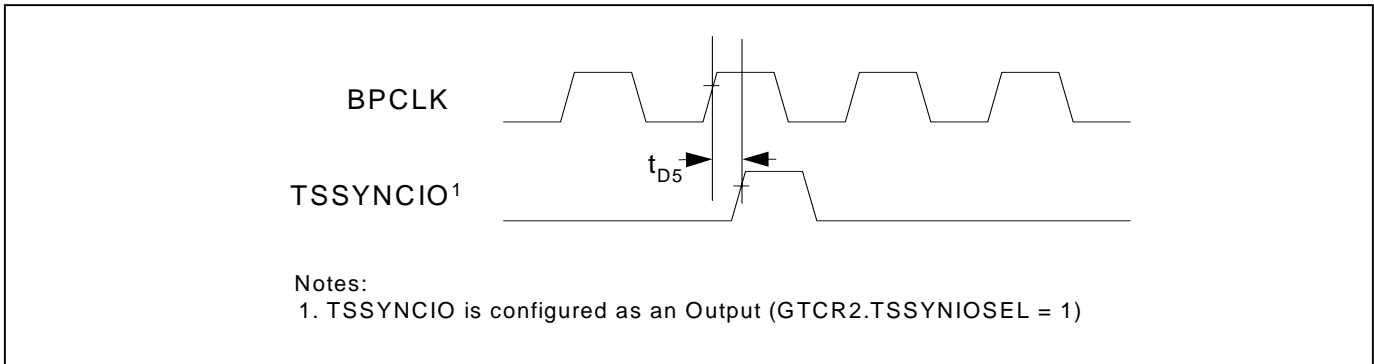 BPCLK
tD5
TSSYNCIO1
Notes:
1. TSSYNCIO is configured as an Output (GTCR2.TSSYNIOSEL = 1)